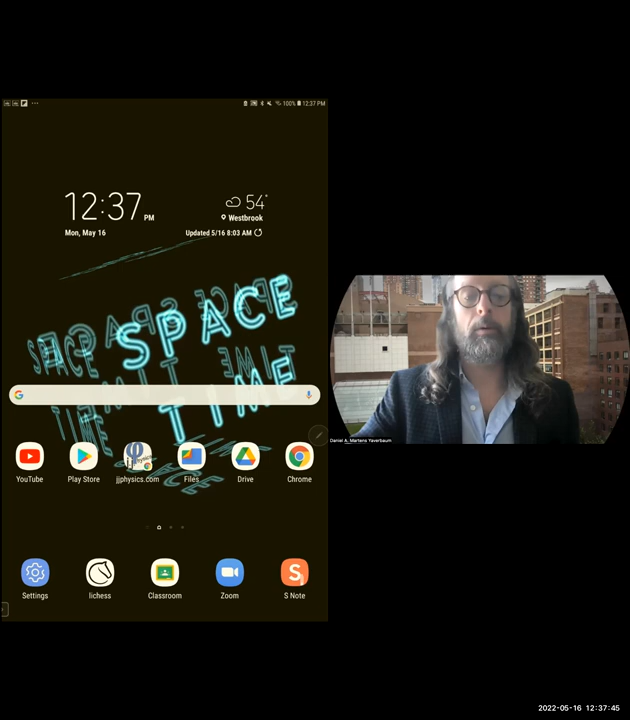 100% 12:37 PM
12:37 PM
54°
Westbrook
Mon, May 16
Updated 5/16 8:03 AM
SPACE
SPACE
TIME
TIME
G
YouTube
Play Store
jjphysics.com
Files
Drive
Chrome
Settings
lichess
Classroom
Zoom
S Note
Daniel A. Martens Yaverbaum
2022-05-16 12:37:45